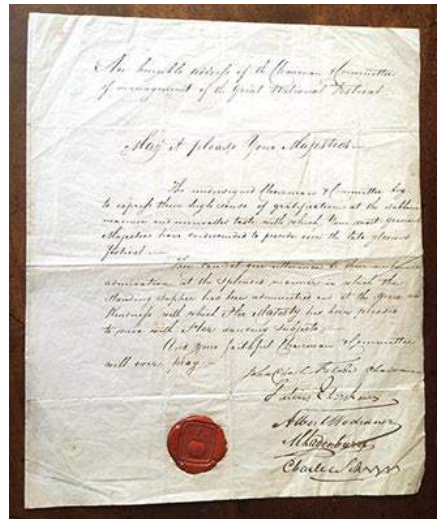 An humble address of the Chairman & Committee
of management of the Great National Festival
May it please Your Majesties
The undersigned Chairman & Committee beg
to express their high sense of gratification at the
manner and unrivalled taste with which Your most gracious
Majesties have condescended to preside over the late glorious
festival
admiration at the splendid manner in which the
Standing Supper has been administered and at the grace and
kindness with which Her Majesty has been pleased
to move with Her dancing subjects,
And your faithful Chairman & Committee
will ever pray
John Chairman
Albert
Charles